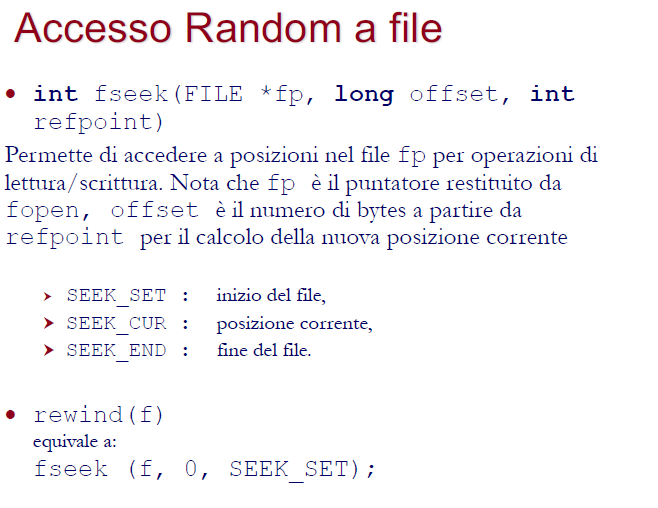 Accesso Random a file
• int fseek(FILE *fp, long offset, int
refpoint)
Permette di accedere a posizioni nel file fp per operazioni di
lettura/scrittura. Nota che fp è il puntatore restituito da
fopen, offset è il numero di bytes a partire da
refpoint per il calcolo della nuova posizione corrente
➤ SEEK_SET : inizio del file,
➤ SEEK_CUR : posizione corrente,
➤ SEEK_END : fine del file.
• rewind(f)
equivale a:
fseek (f, 0, SEEK_SET);